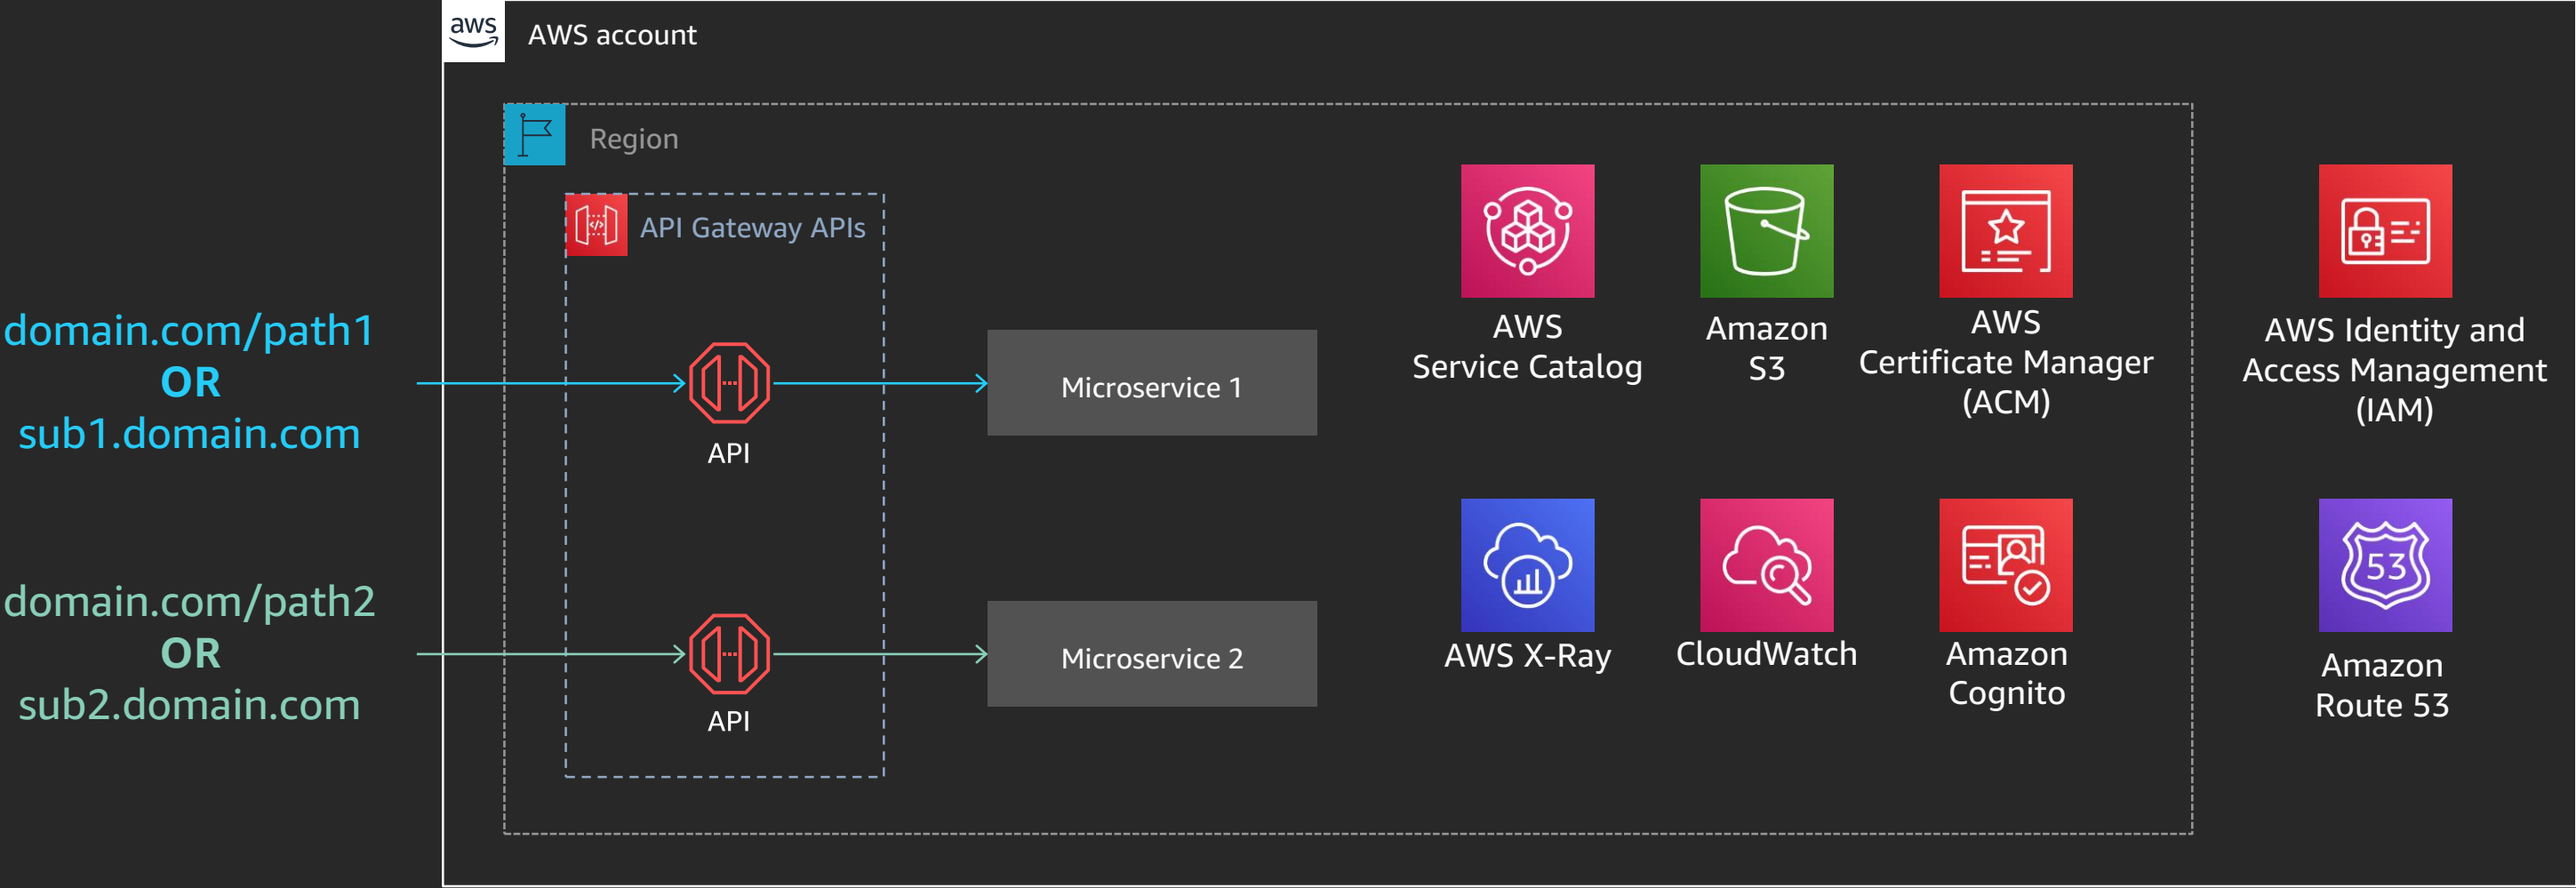 aws
AWS account
Region
API Gateway APIs
domain.com/path1
OR
sub1.domain.com
API
Microservice 1
domain.com/path2
OR
sub2.domain.com
API
Microservice 2
AWS
Service Catalog
Amazon
S3
AWS
Certificate Manager
(ACM)
AWS Identity and
Access Management
(IAM)
AWS X-Ray
CloudWatch
Amazon
Cognito
53
Amazon
Route 53